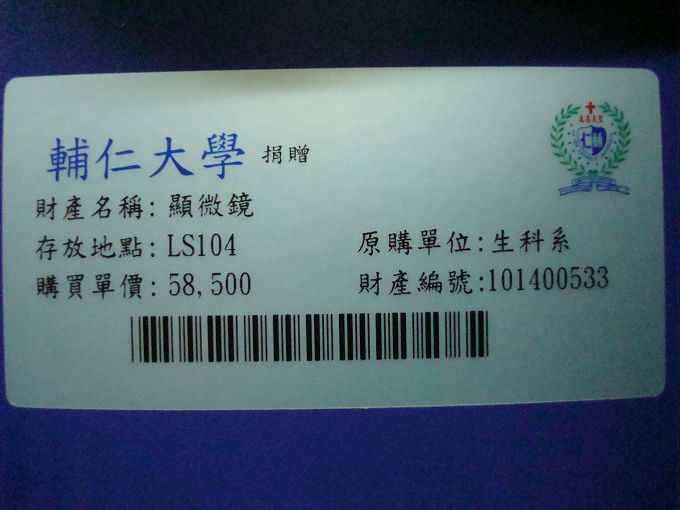 輔仁大學 捐贈
財產名稱: 顯微鏡
存放地點: LS104 原購單位: 生科系
購買單價: 58,500 財產編號:101400533